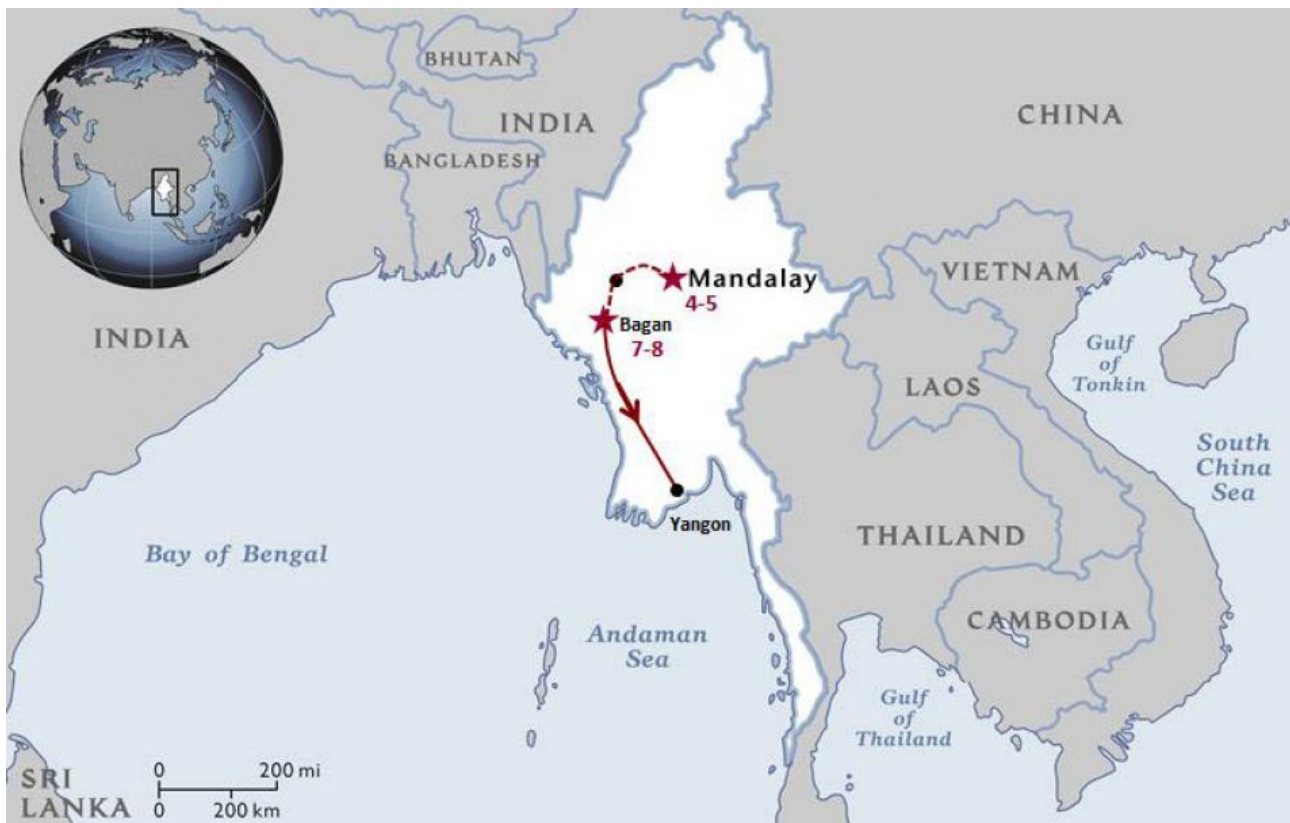 BHUTAN
INDIA
CHINA
BANGLADESH
VIETNAM
Mandalay
4-5
Bagan
7-8
INDIA
Gulf
of
Tonkin
LAOS
South
China
Sea
Yangon
THAILAND
Bay of Bengal
CAMBODIA
Andaman
Sea
Gulf
of
Thailand
SRI
LANKA
0 200 mi
0 200 km